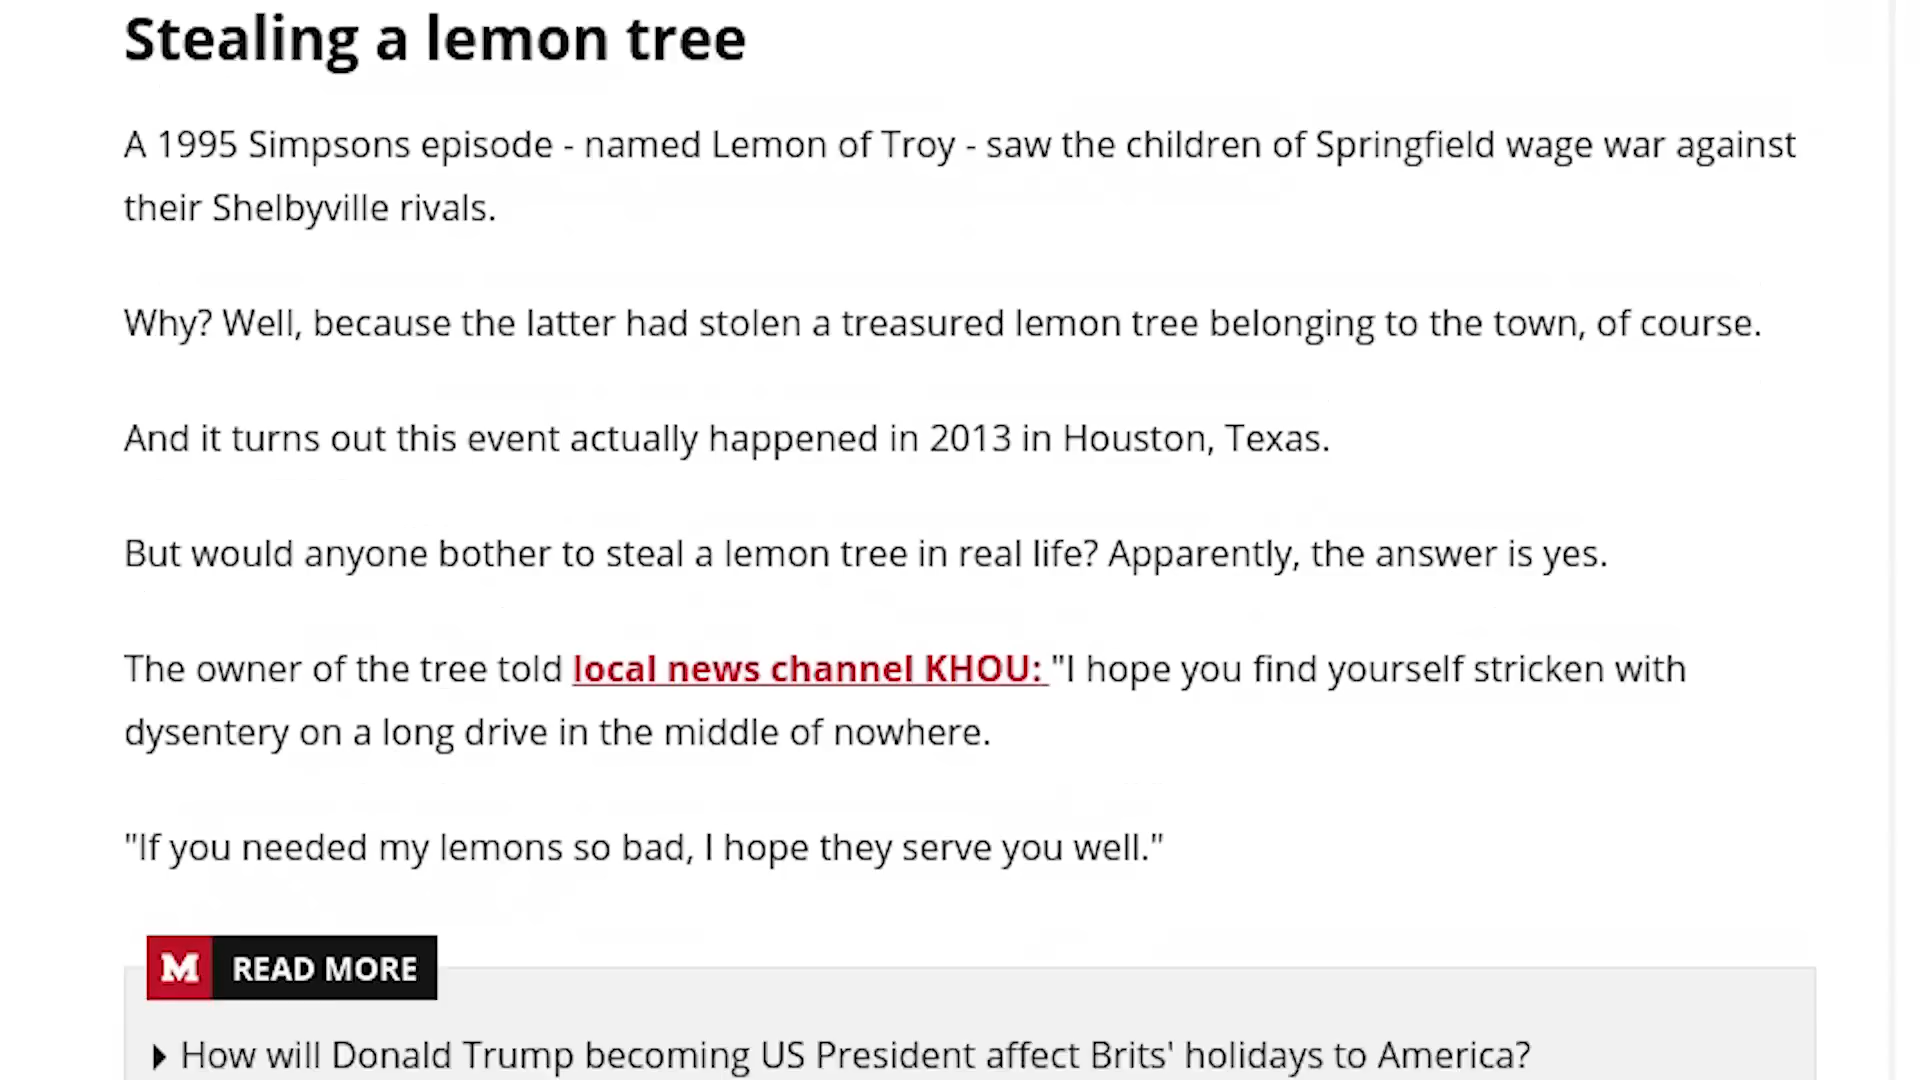 Stealing a lemon tree
A 1995 Simpsons episode - named Lemon of Troy - saw the children of Springfield wage war against
their Shelbyville rivals.
Why? Well, because the latter had stolen a treasured lemon tree belonging to the town, of course.
And it turns out this event actually happened in 2013 in Houston, Texas.
But would anyone bother to steal a lemon tree in real life? Apparently, the answer is yes.
The owner of the tree told local news channel KHOU: "I hope you find yourself stricken with
dysentery on a long drive in the middle of nowhere.
"If you needed my lemons so bad, I hope they serve you well."
M READ MORE
How will Donald Trump becoming US President affect Brits' holidays to America?